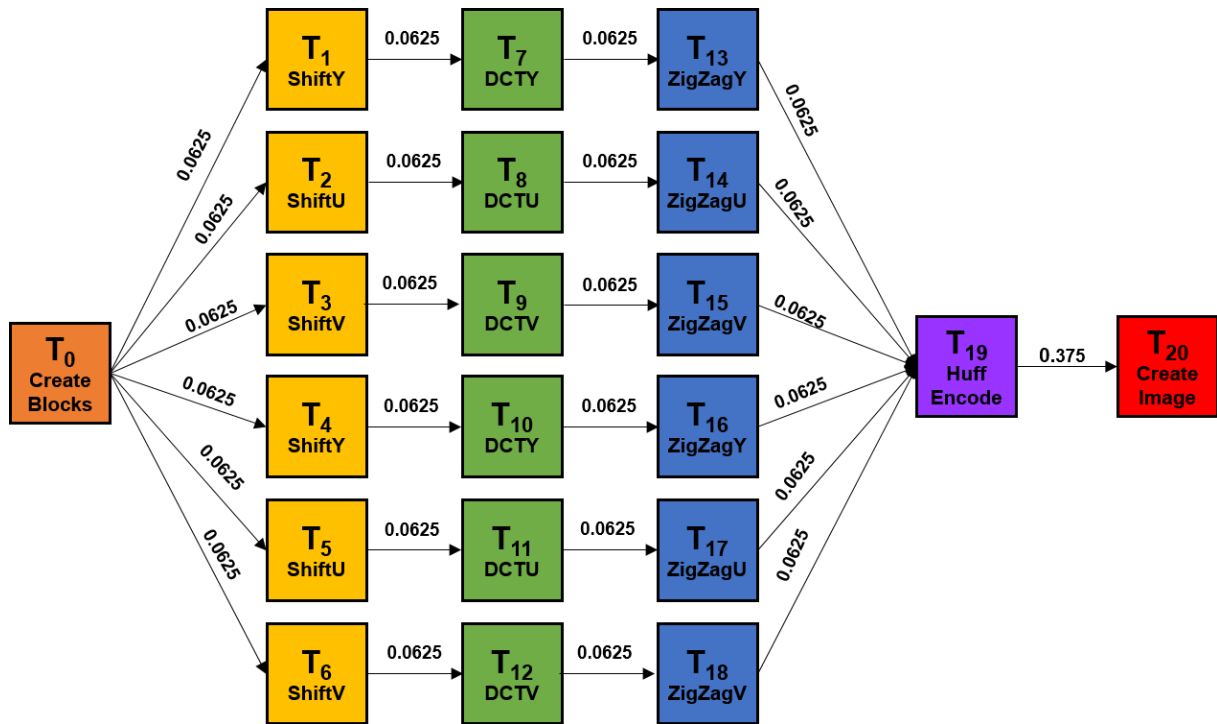 T0
Create
Blocks
0.0625
0.0625
0.0625
0.0625
0.0625
0.0625
T1
ShiftY
0.0625
T7
DCTY
0.0625
T13
ZigZagY
0.0625
T2
ShiftU
0.0625
T8
DCTU
0.0625
T14
ZigZagU
0.0625
T3
ShiftV
0.0625
T9
DCTV
0.0625
T15
ZigZagV
0.0625
T4
ShiftY
0.0625
T10
DCTY
0.0625
T16
ZigZagY
0.0625
T5
ShiftU
0.0625
T11
DCTU
0.0625
T17
ZigZagU
0.0625
T6
ShiftV
0.0625
T12
DCTV
0.0625
T18
ZigZagV
0.0625
T19
Huff
Encode
0.375
T20
Create
Image